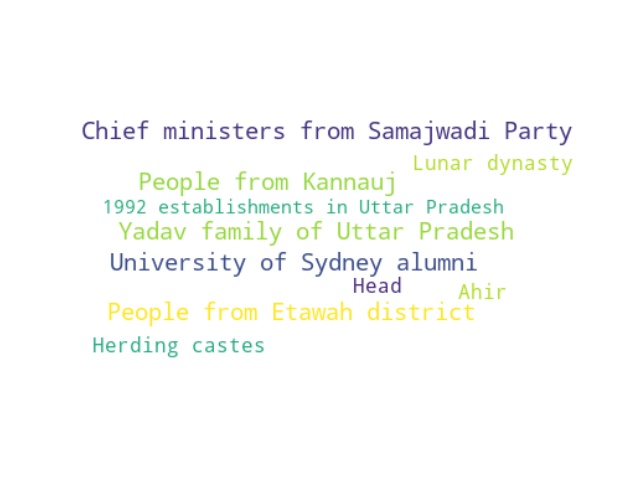 Chief ministers from Samajwadi Party
Lunar dynasty
People from Kannauj
1992 establishments in Uttar Pradesh
Yadav family of Uttar Pradesh
University of Sydney alumni
Head
Ahir
People from Etawah district
Herding castes